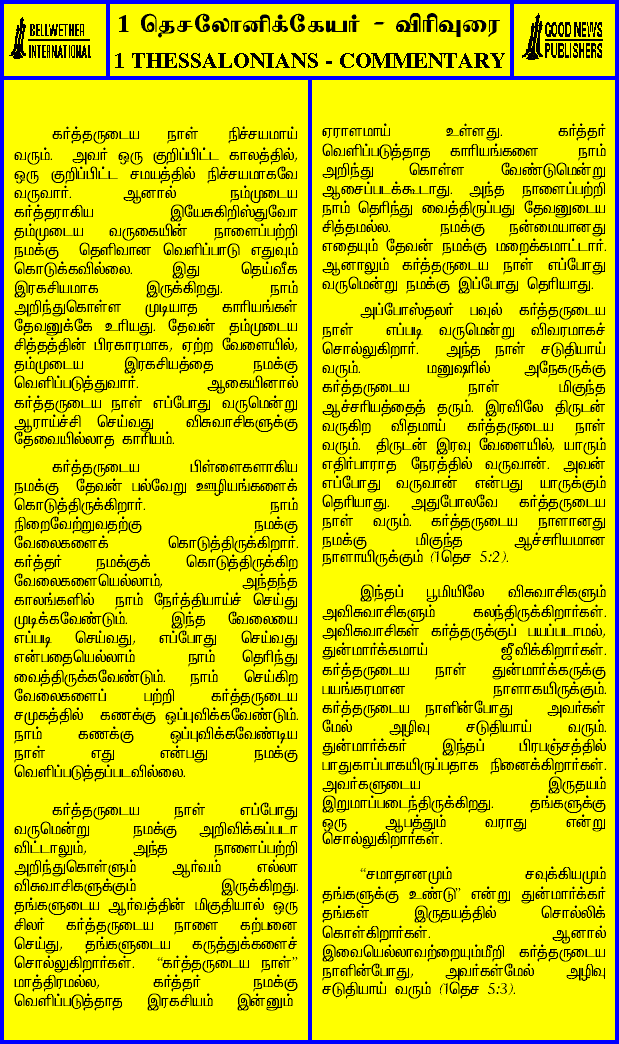 BELLWETHER
INTERNATIONAL
1 தெசலோனிக்கேயர் - விரிவுரை
1 THESSALONIANS - COMMENTARY
GOOD NEWS
PUBLISHERS
கர்த்தருடைய நாள் நிச்சயமாய்
வரும். அவர் ஒரு குறிப்பிட்ட காலத்தில்,
ஒரு குறிப்பிட்ட சமயத்தில் நிச்சயமாகவே
வருவார். ஆனால் நம்முடைய
கர்த்தராகிய இயேசுகிறிஸ்துவோ
தம்முடைய வருகையின் நாளைப்பற்றி
நமக்கு தெளிவான வெளிப்பாடு எதுவும்
கொடுக்கவில்லை. இது தெய்வீக
இரகசியமாக இருக்கிறது. நாம்
அறிந்துகொள்ள முடியாத காரியங்கள்
தேவனுக்கே உரியது. தேவன் தம்முடைய
சித்தத்தின் பிரகாரமாக, ஏற்ற வேளையில்,
தம்முடைய இரகசியத்தை நமக்கு
வெளிப்படுத்துவார். ஆகையினால்
கர்த்தருடைய நாள் எப்போது வருமென்று
ஆராய்ச்சி செய்வது விசுவாசிகளுக்கு
தேவையில்லாத காரியம்.
கர்த்தருடைய பிள்ளைகளாகிய
நமக்கு தேவன் பல்வேறு ஊழியங்களைக்
கொடுத்திருக்கிறார். நாம்
நிறைவேற்றுவதற்கு நமக்கு
வேலைகளைக் கொடுத்திருக்கிறார்.
கர்த்தர் நமக்குக் கொடுத்திருக்கிற
வேலைகளையெல்லாம், அந்தந்த
காலங்களில் நாம் நேர்த்தியாய்ச் செய்து
முடிக்கவேண்டும். இந்த வேலையை
எப்படி செய்வது, எப்போது செய்வது
என்பதையெல்லாம் நாம் தெரிந்து
வைத்திருக்கவேண்டும். நாம் செய்கிற
வேலைகளைப் பற்றி கர்த்தருடைய
சமுகத்தில் கணக்கு ஒப்புவிக்கவேண்டும்.
நாம் கணக்கு ஒப்புவிக்கவேண்டிய
நாள் எது என்பது நமக்கு
வெளிப்படுத்தப்படவில்லை.
கர்த்தருடைய நாள் எப்போது
வருமென்று நமக்கு அறிவிக்கப்படா
விட்டாலும், அந்த நாளைப்பற்றி
அறிந்துகொள்ளும் ஆர்வம் எல்லா
விசுவாசிகளுக்கும் இருக்கிறது.
தங்களுடைய ஆர்வத்தின் மிகுதியால் ஒரு
சிலர் கர்த்தருடைய நாளை கற்பனை
செய்து, தங்களுடைய கருத்துக்களைச்
சொல்லுகிறார்கள். “கர்த்தருடைய நாள்”
மாத்திரமல்ல, கர்த்தர் நமக்கு
வெளிப்படுத்தாத இரகசியம் இன்னும்
ஏராளமாய் உள்ளது. கர்த்தர்
வெளிப்படுத்தாத காரியங்களை நாம்
அறிந்து கொள்ள வேண்டுமென்று
ஆசைப்படக்கூடாது. அந்த நாளைப்பற்றி
நாம் தெரிந்து வைத்திருப்பது தேவனுடைய
சித்தமல்ல. நமக்கு நன்மையானது
எதையும் தேவன் நமக்கு மறைக்கமாட்டார்.
ஆனாலும் கர்த்தருடைய நாள் எப்போது
வருமென்று நமக்கு இப்போது தெரியாது.
அப்போஸ்தலர் பவுல் கர்த்தருடைய
நாள் எப்படி வருமென்று விவரமாகச்
சொல்லுகிறார். அந்த நாள் சடுதியாய்
வரும். மனுஷரில் அநேகருக்கு
கர்த்தருடைய நாள் மிகுந்த
ஆச்சரியத்தைத் தரும். இரவிலே திருடன்
வருகிற விதமாய் கர்த்தருடைய நாள்
வரும். திருடன் இரவு வேளையில், யாரும்
எதிர்பாராத நேரத்தில் வருவான். அவன்
எப்போது வருவான் என்பது யாருக்கும்
தெரியாது. அதுபோலவே கர்த்தருடைய
நாள் வரும். கர்த்தருடைய நாளானது
நமக்கு மிகுந்த ஆச்சரியமான
நாளாயிருக்கும் (1தெச 5:2).
இந்தப் பூமியிலே விசுவாசிகளும்
அவிசுவாசிகளும் கலந்திருக்கிறார்கள்.
அவிசுவாசிகள் கர்த்தருக்குப் பயப்படாமல்,
துன்மார்க்கமாய் ஜீவிக்கிறார்கள்.
கர்த்தருடைய நாள் துன்மார்க்கருக்கு
பயங்கரமான நாளாகயிருக்கும்.
கர்த்தருடைய நாளின்போது அவர்கள்
மேல் அழிவு சடுதியாய் வரும்.
துன்மார்க்கர் இந்தப் பிரபஞ்சத்தில்
பாதுகாப்பாகயிருப்பதாக நினைக்கிறார்கள்.
அவர்களுடைய இருதயம்
இறுமாப்படைந்திருக்கிறது. தங்களுக்கு
ஒரு ஆபத்தும் வராது என்று
சொல்லுகிறார்கள்.
“சமாதானமும் சவுக்கியமும்
தங்களுக்கு உண்டு” என்று துன்மார்க்கர்
தங்கள் இருதயத்தில் சொல்லிக்
கொள்கிறார்கள். ஆனால்
இவையெல்லாவற்றையும்மீறி கர்த்தருடைய
நாளின்போது, அவர்கள்மேல் அழிவு
சடுதியாய் வரும் (1தெச 5:3).